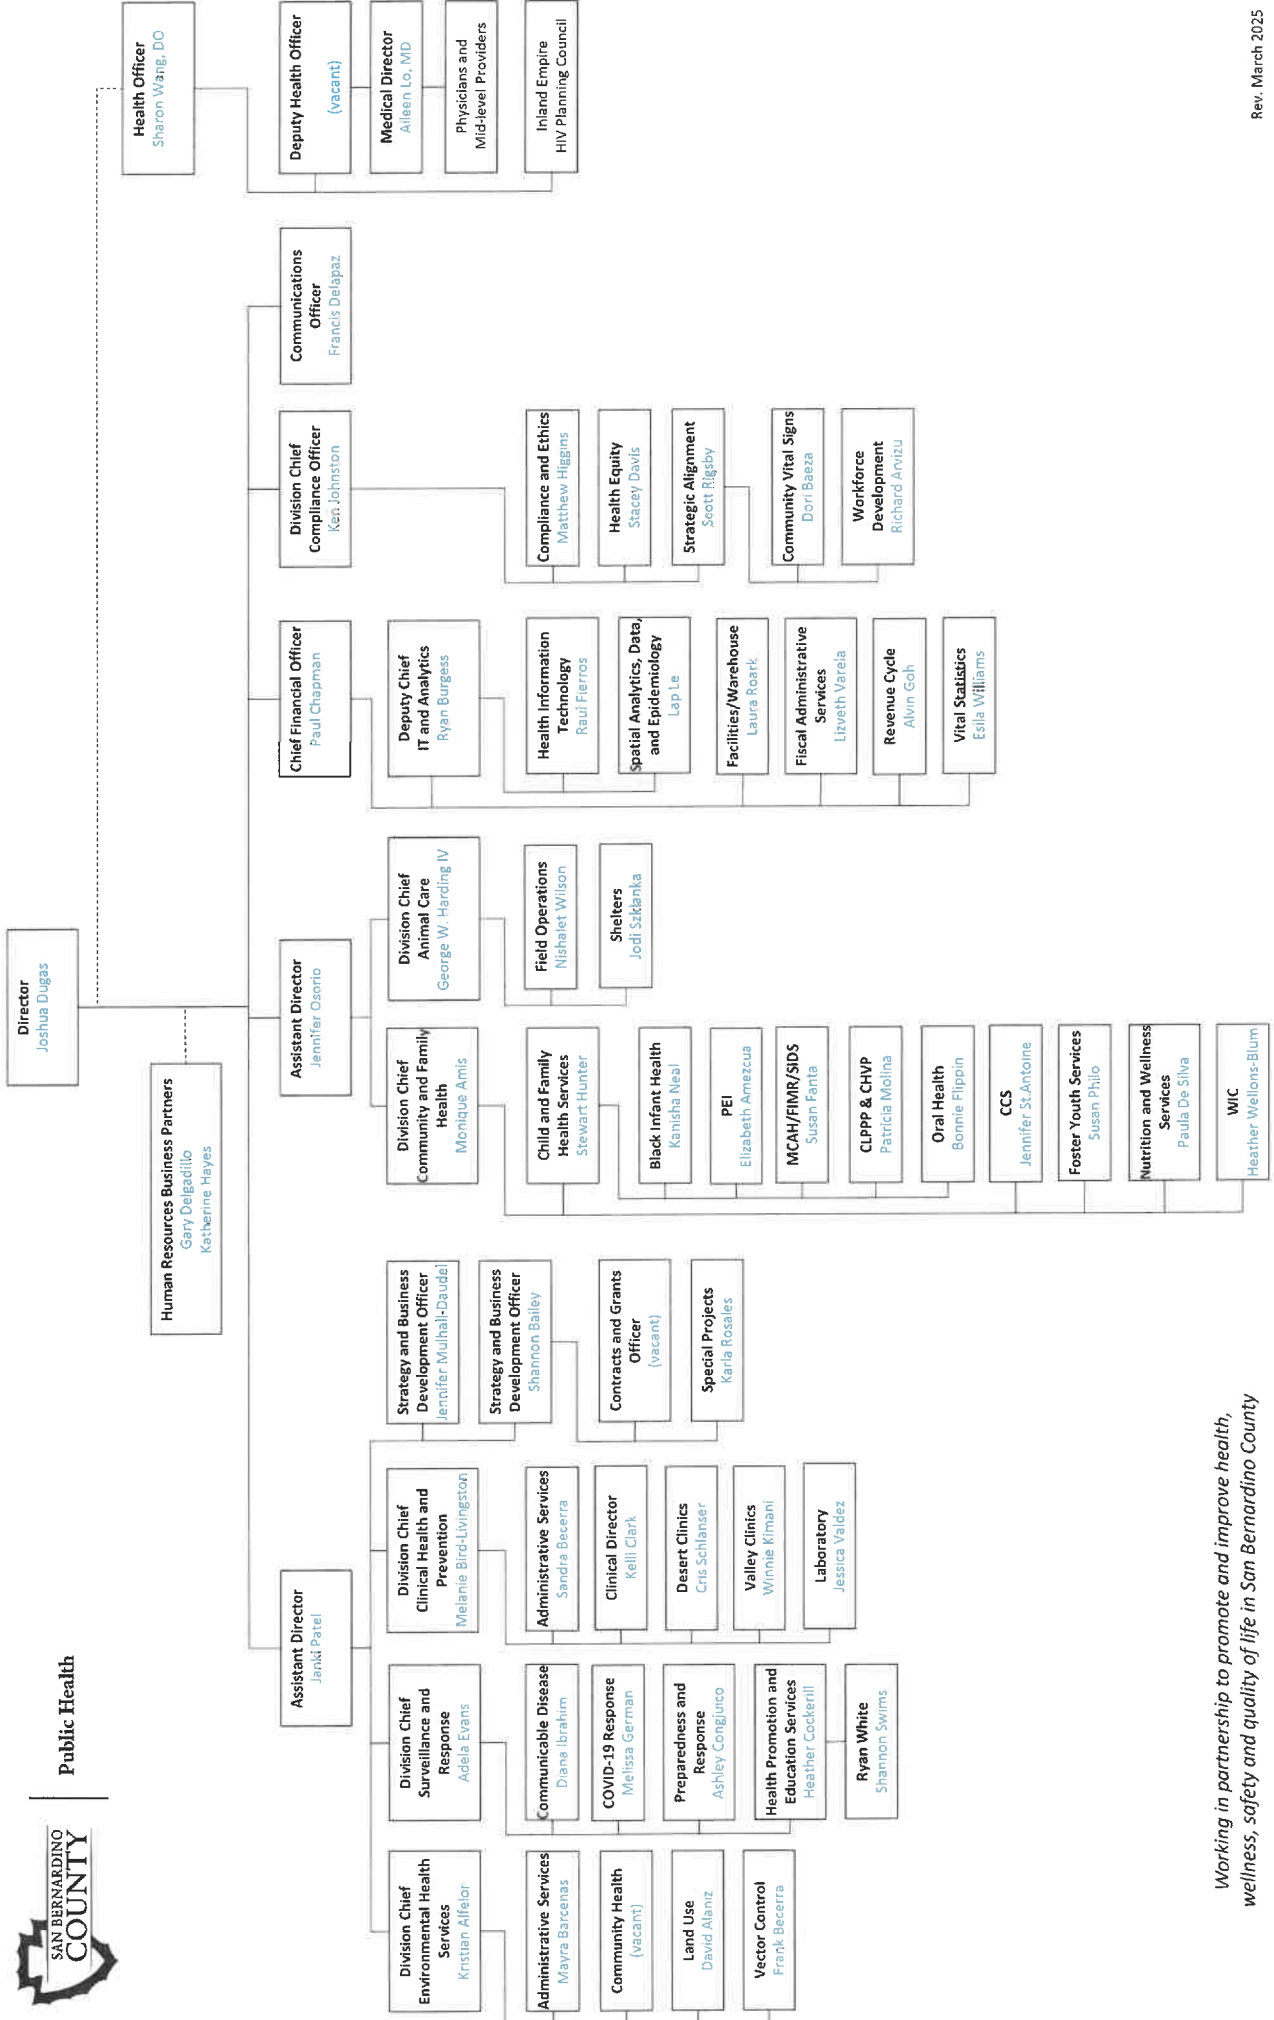 SAN BERNARDINO
COUNTY
Public Health
Director
Joshua Dugas
Human Resources Business Partners
Gary Delgadillo
Katherine Hayes
Health Officer
Sharon Wang, DO
Assistant Director
Janki Patel
Assistant Director
Jennifer Osorio
Chief Financial Officer
Paul Chapman
Division Chief
Compliance Officer
Ken Johnston
Communications
Officer
Francis Delapaz
Deputy Health Officer
(vacant)
Medical Director
Aileen Lo, MD
Physicians and
Mid-level Providers
Inland Empire
HIV Planning Council
Division Chief
Environmental Health
Services
Kristian Alfelor
Administrative Services
Mayra Barcenas
Community Health
(vacant)
Land Use
David Alaniz
Vector Control
Frank Becerra
Division Chief
Surveillance and
Response
Adela Evans
Communicable Disease
Diana Ibrahim
COVID-19 Response
Melissa German
Preparedness and
Response
Ashley Congjuico
Health Promotion and
Education Services
Heather Cockerill
Ryan White
Shannon Swims
Division Chief
Clinical Health and
Prevention
Melanie Bird-Livingston
Administrative Services
Sandra Becerra
Clinical Director
Kelli Clark
Desert Clinics
Cris Schlanser
Valley Clinics
Winnie Kimani
Laboratory
Jessica Valdez
Strategy and Business
Development Officer
Jennifer Mulhall-Daudel
Strategy and Business
Development Officer
Shannon Bailey
Contracts and Grants
Officer
(vacant)
Special Projects
Karla Rosales
Division Chief
Community and Family
Health
Monique Amis
Child and Family
Health Services
Stewart Hunter
Black Infant Health
Kanisha Neal
PEI
Elizabeth Amezcua
MCAH/FIMR/SIDS
Susan Fanta
CLPPP & CHVP
Patricia Molina
Oral Health
Bonnie Flippin
CCS
Jennifer St.Antoine
Foster Youth Services
Susan Philo
Nutrition and Wellness
Services
Paula De Silva
WIC
Heather Wellons-Blum
Division Chief
Animal Care
George W. Harding IV
Field Operations
Nishalet Wilson
Shelters
Jodi Szklanka
Deputy Chief
IT and Analytics
Ryan Burgess
Health Information
Technology
Raul Fierros
Spatial Analytics, Data,
and Epidemiology
Lap Le
Facilities/Warehouse
Laura Roark
Fiscal Administrative
Services
Lizveth Varela
Revenue Cycle
Alvin Goh
Vital Statistics
Esila Williams
Compliance and Ethics
Matthew Higgins
Health Equity
Stacey Davis
Strategic Alignment
Scott Rigsby
Community Vital Signs
Dori Baeza
Workforce
Development
Richard Arvizu
Working in partnership to promote and improve health,
wellness, safety and quality of life in San Bernardino County
Rev. March 2025